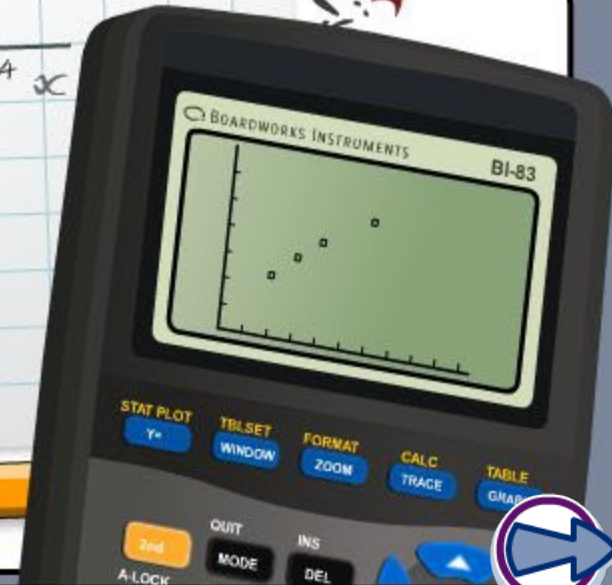 4 x
BOARDWORKS INSTRUMENTS
BI-83
STAT PLOT TBLSET FORMAT CALC TABLE
Y= WINDOW ZOOM TRACE
QUIT INS
2nd MODE DEL
A-LOCK